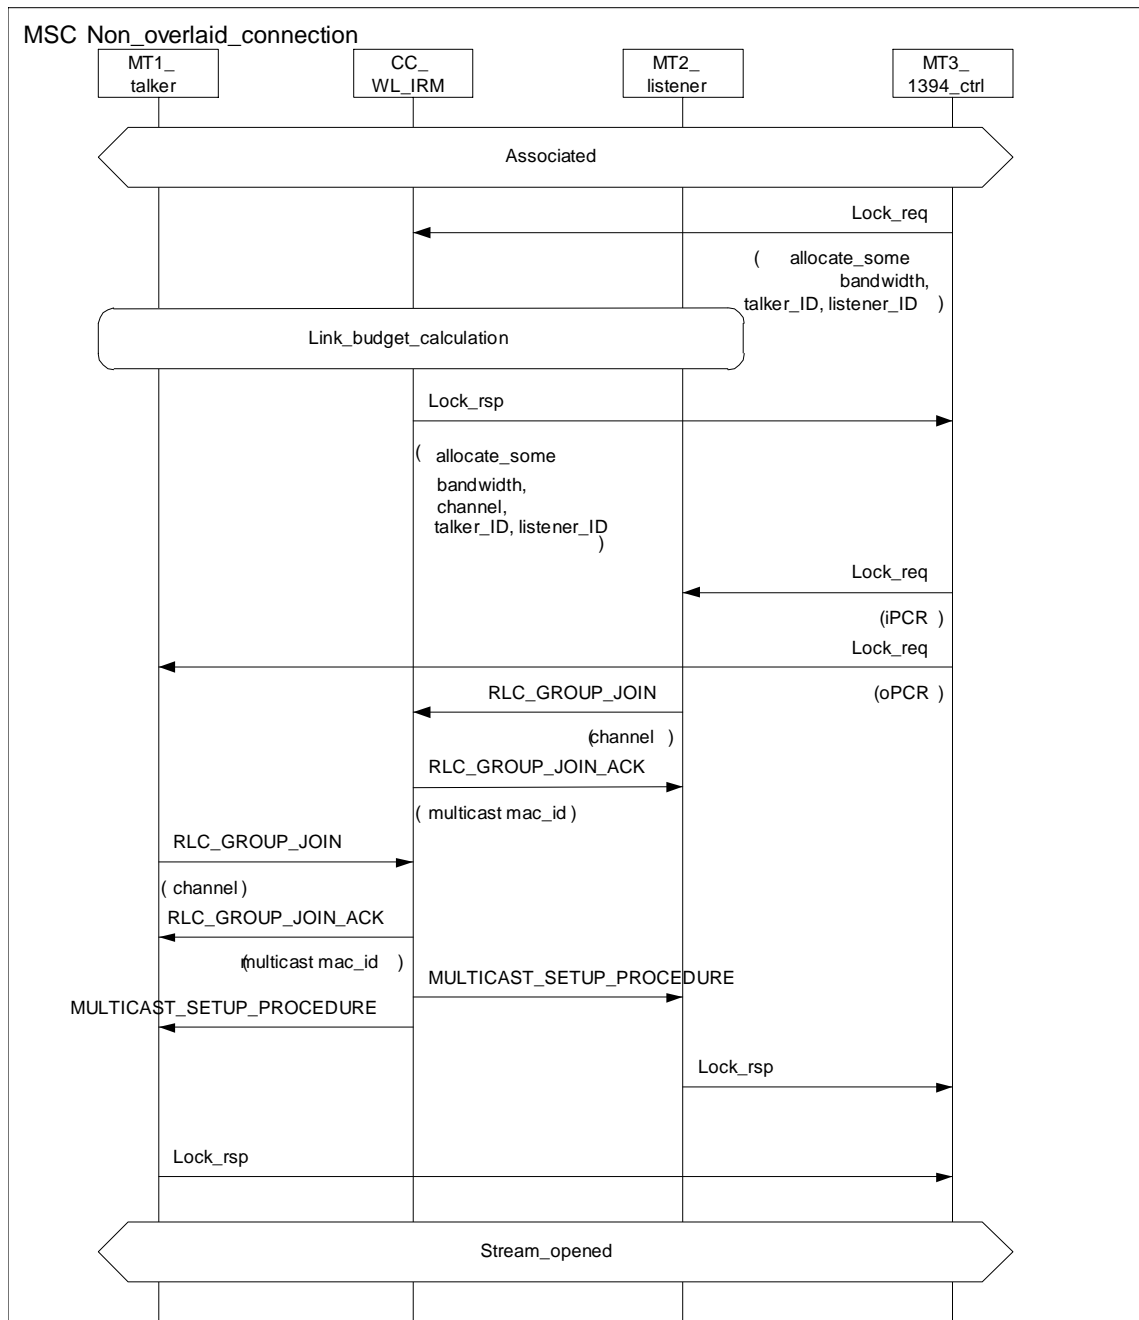 MSC Non_overlaid_connection
MT1_
talker
CC_
WL_IRM
MT2_
listener
MT3_
1394_ctrl
Associated
Lock_req
( allocate_some
bandwidth,
talker_ID, listener_ID )
Link_budget_calculation
Lock_rsp
( allocate_some
bandwidth,
channel,
talker_ID, listener_ID
)
Lock_req
(iPCR )
Lock_req
(oPCR )
RLC_GROUP_JOIN
(channel )
RLC_GROUP_JOIN_ACK
( multicast mac_id )
RLC_GROUP_JOIN
( channel )
RLC_GROUP_JOIN_ACK
(multicast mac_id )
MULTICAST_SETUP_PROCEDURE
MULTICAST_SETUP_PROCEDURE
Lock_rsp
Lock_rsp
Stream_opened